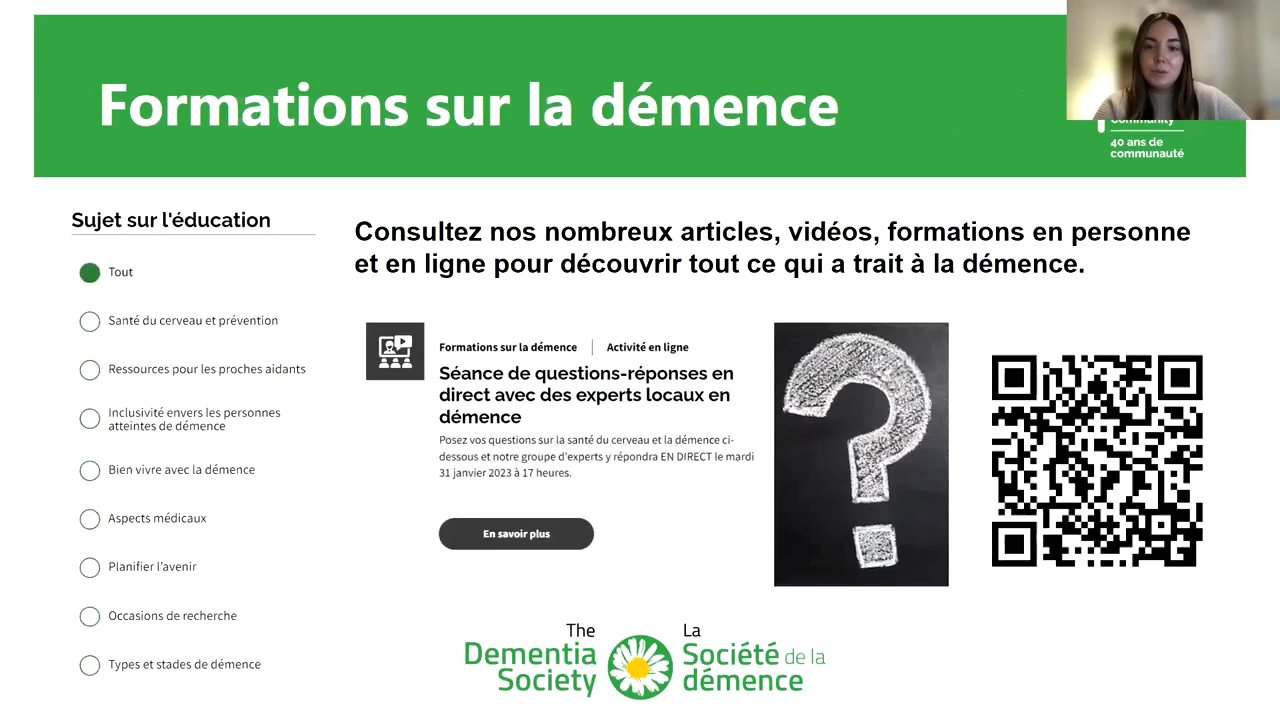 Formations sur la démence
40 ans de
communauté
Sujet sur l'éducation
Tout
Santé du cerveau et prévention
Ressources pour les proches aidants
Inclusivité envers les personnes
atteintes de démence
Bien vivre avec la démence
Aspects médicaux
Planifier l'avenir
Occasions de recherche
Types et stades de démence
Consultez nos nombreux articles, vidéos, formations en personne
et en ligne pour découvrir tout ce qui a trait à la démence.
Formations sur la démence | Activité en ligne
Séance de questions-réponses en
direct avec des experts locaux en
démence
Posez vos questions sur la santé du cerveau et la démence ci-
dessous et notre groupe d'experts y répondra EN DIRECT le mardi
31 janvier 2023 à 17 heures.
En savoir plus
?
The
Dementia
Society
La
Société de la
démence